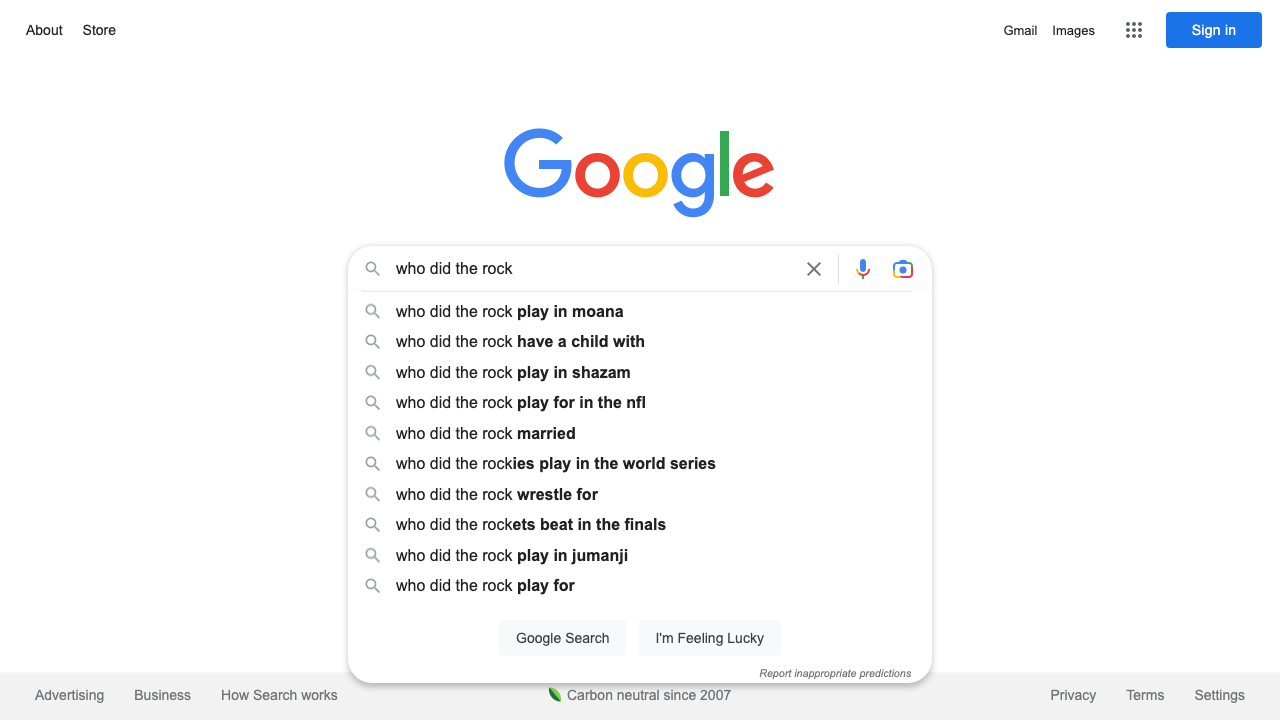 About Store Gmail Images Sign in
Google
who did the rock
who did the rock play in moana
who did the rock have a child with
who did the rock play in shazam
who did the rock play for in the nfl
who did the rock married
who did the rockies play in the world series
who did the rock wrestle for
who did the rockets beat in the finals
who did the rock play in jumanji
who did the rock play for
Google Search I'm Feeling Lucky
Report inappropriate predictions
Advertising Business How Search works Carbon neutral since 2007 Privacy Terms Settings